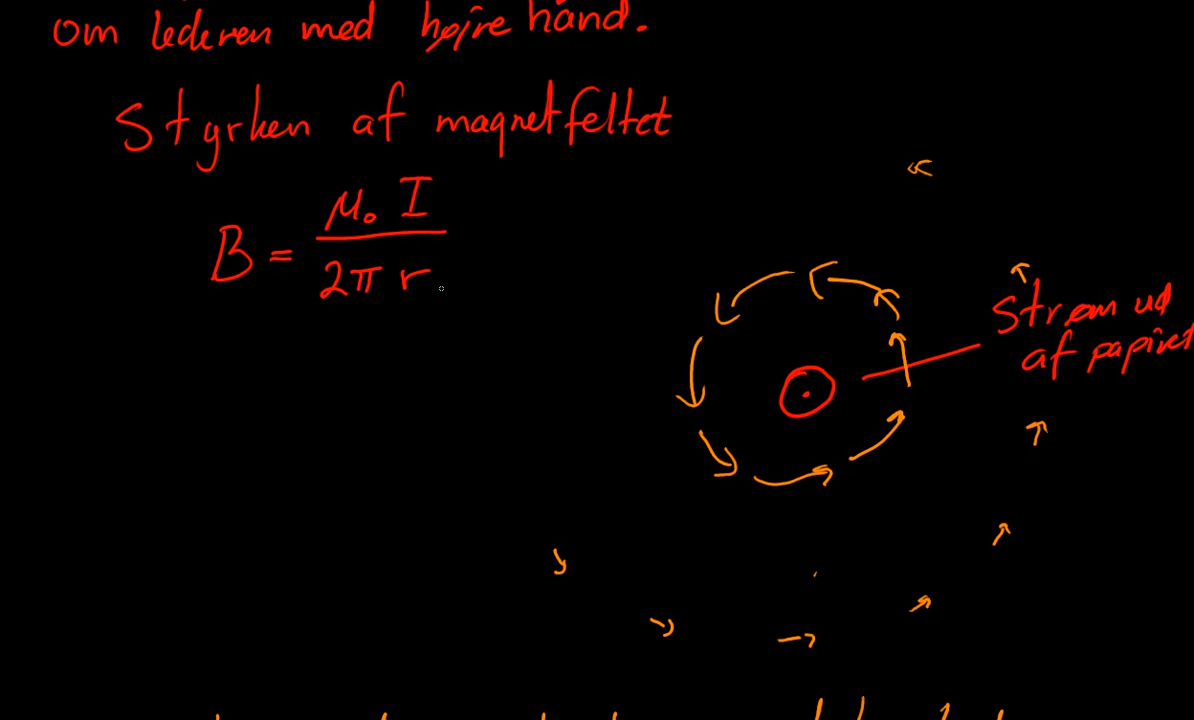 om lederen med højre hånd.
Styrken af magnetfeltet
B = μ₀ I / 2π r
Strøm ud
af papiret